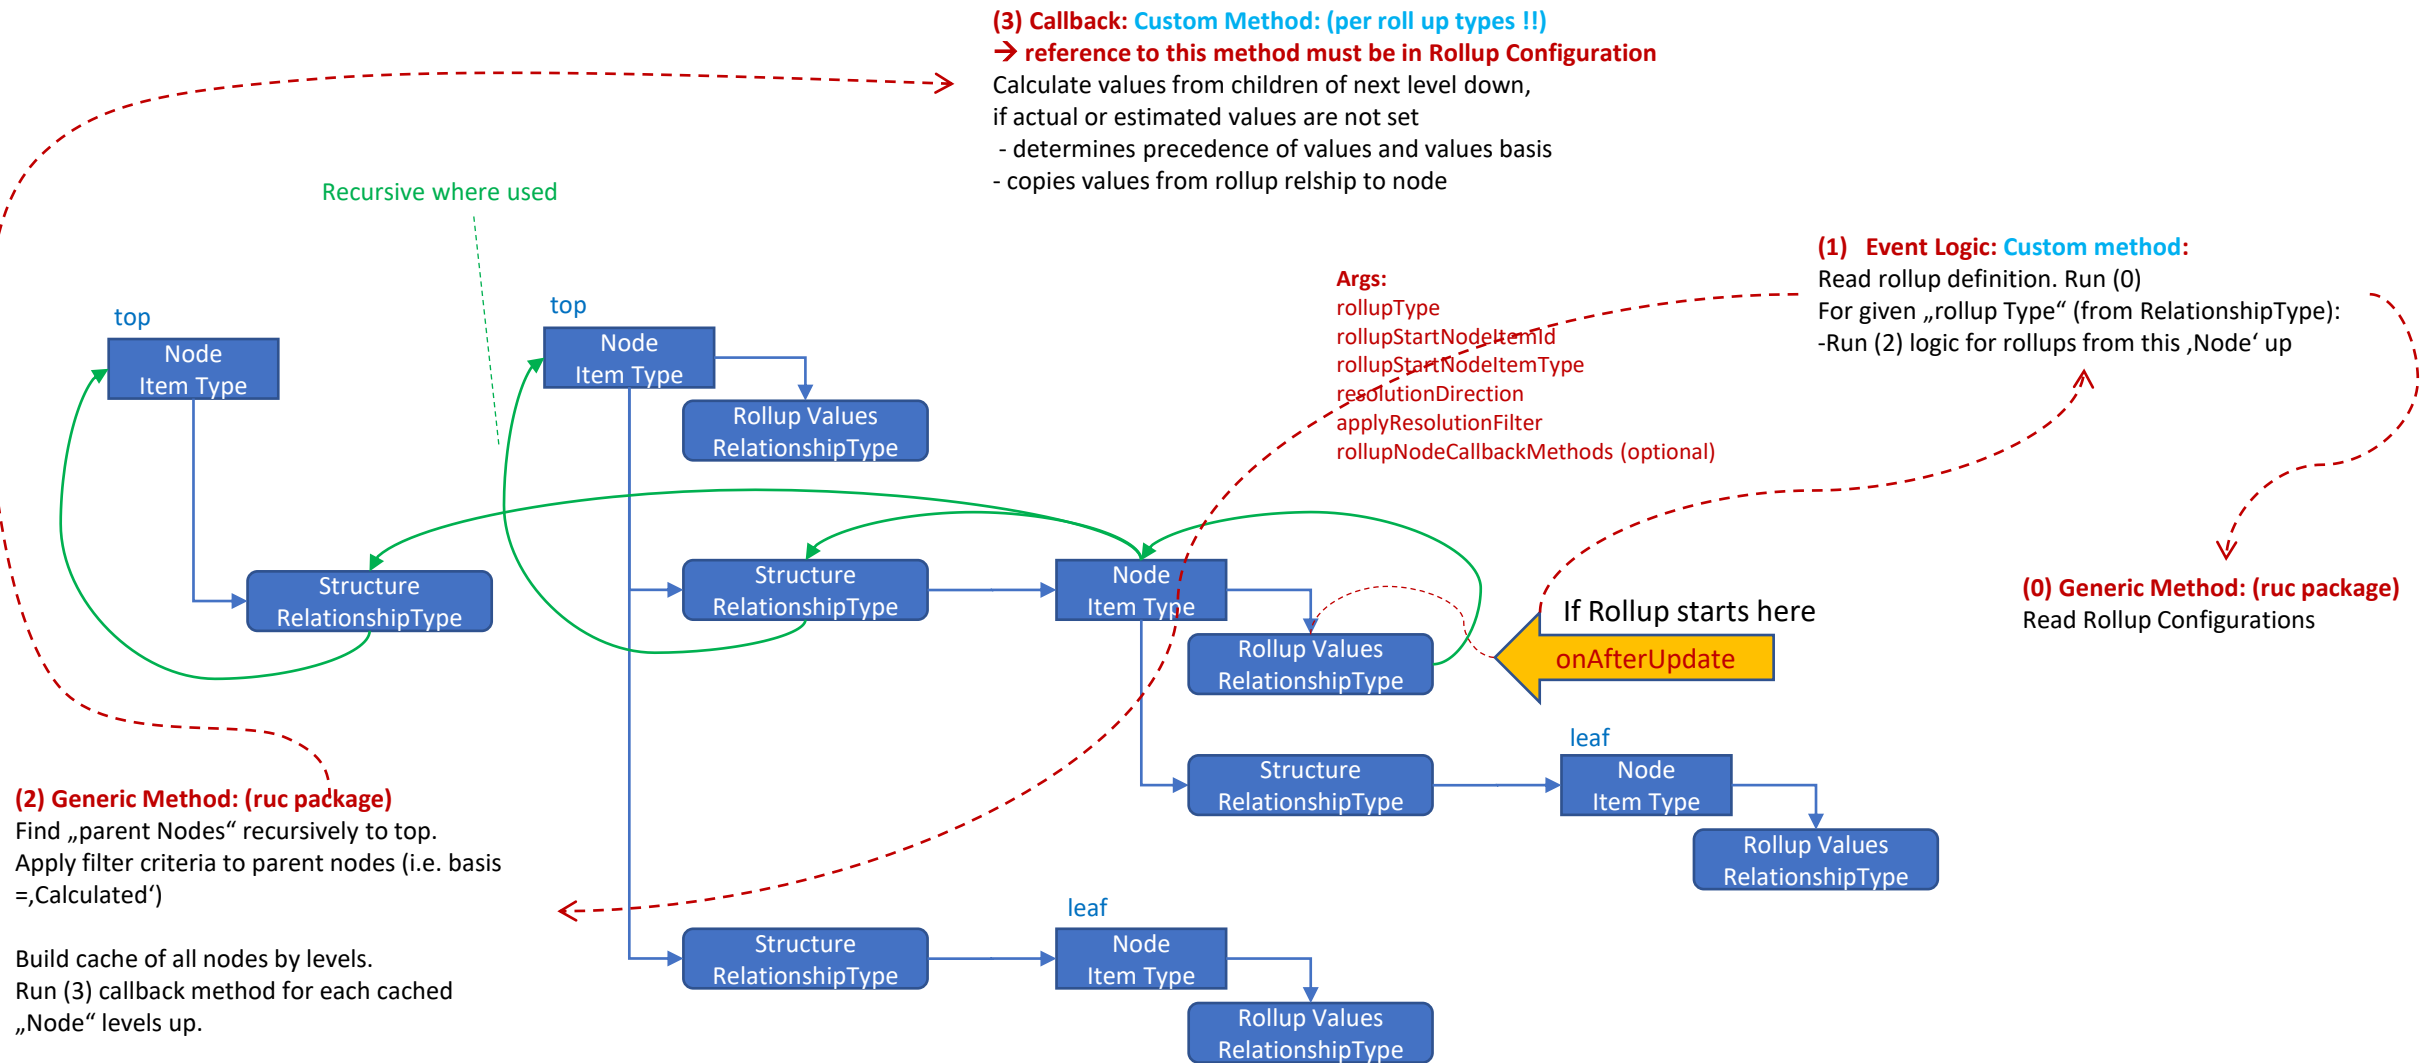 (3) Callback: Custom Method: (per roll up types !!)
→ reference to this method must be in Rollup Configuration
Calculate values from children of next level down,
if actual or estimated values are not set
- determines precedence of values and values basis
- copies values from rollup relship to node
Recursive where used
(1) Event Logic: Custom method:
Read rollup definition. Run (0)
For given „rollup Type“ (from RelationshipType):
-Run (2) logic for rollups from this ‚Node‘ up
Args:
rollupType
rollupStartNodeItemId
rollupStartNodeItemType
resolutionDirection
applyResolutionFilter
rollupNodeCallbackMethods (optional)
top
Node
Item Type
top
Node
Item Type
Rollup Values
RelationshipType
Structure
RelationshipType
Structure
RelationshipType
Node
Item Type
Rollup Values
RelationshipType
If Rollup starts here
onAfterUpdate
(0) Generic Method: (ruc package)
Read Rollup Configurations
Structure
RelationshipType
leaf
Node
Item Type
Rollup Values
RelationshipType
(2) Generic Method: (ruc package)
Find „parent Nodes“ recursively to top.
Apply filter criteria to parent nodes (i.e. basis
=‚Calculated‘)
Build cache of all nodes by levels.
Run (3) callback method for each cached
„Node“ levels up.
Structure
RelationshipType
leaf
Node
Item Type
Rollup Values
RelationshipType